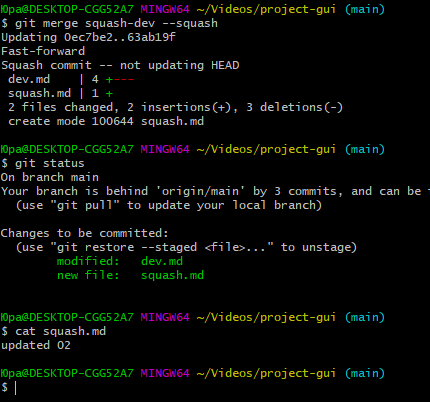 H0pa@DESKTOP-CGG52A7 MINGW64 ~/Videos/project-gui (main)
$ git merge squash-dev --squash
Updating 0ec7be2..63ab19f
Fast-forward
Squash commit -- not updating HEAD
dev.md    | 4 +---
squash.md | 1 +
2 files changed, 2 insertions(+), 3 deletions(-)
create mode 100644 squash.md
H0pa@DESKTOP-CGG52A7 MINGW64 ~/Videos/project-gui (main)
$ git status
On branch main
Your branch is behind 'origin/main' by 3 commits, and can be
(use "git pull" to update your local branch)
Changes to be committed:
(use "git restore --staged <file>..." to unstage)
modified:   dev.md
new file:   squash.md
H0pa@DESKTOP-CGG52A7 MINGW64 ~/Videos/project-gui (main)
$ cat squash.md
updated 02
H0pa@DESKTOP-CGG52A7 MINGW64 ~/Videos/project-gui (main)
$